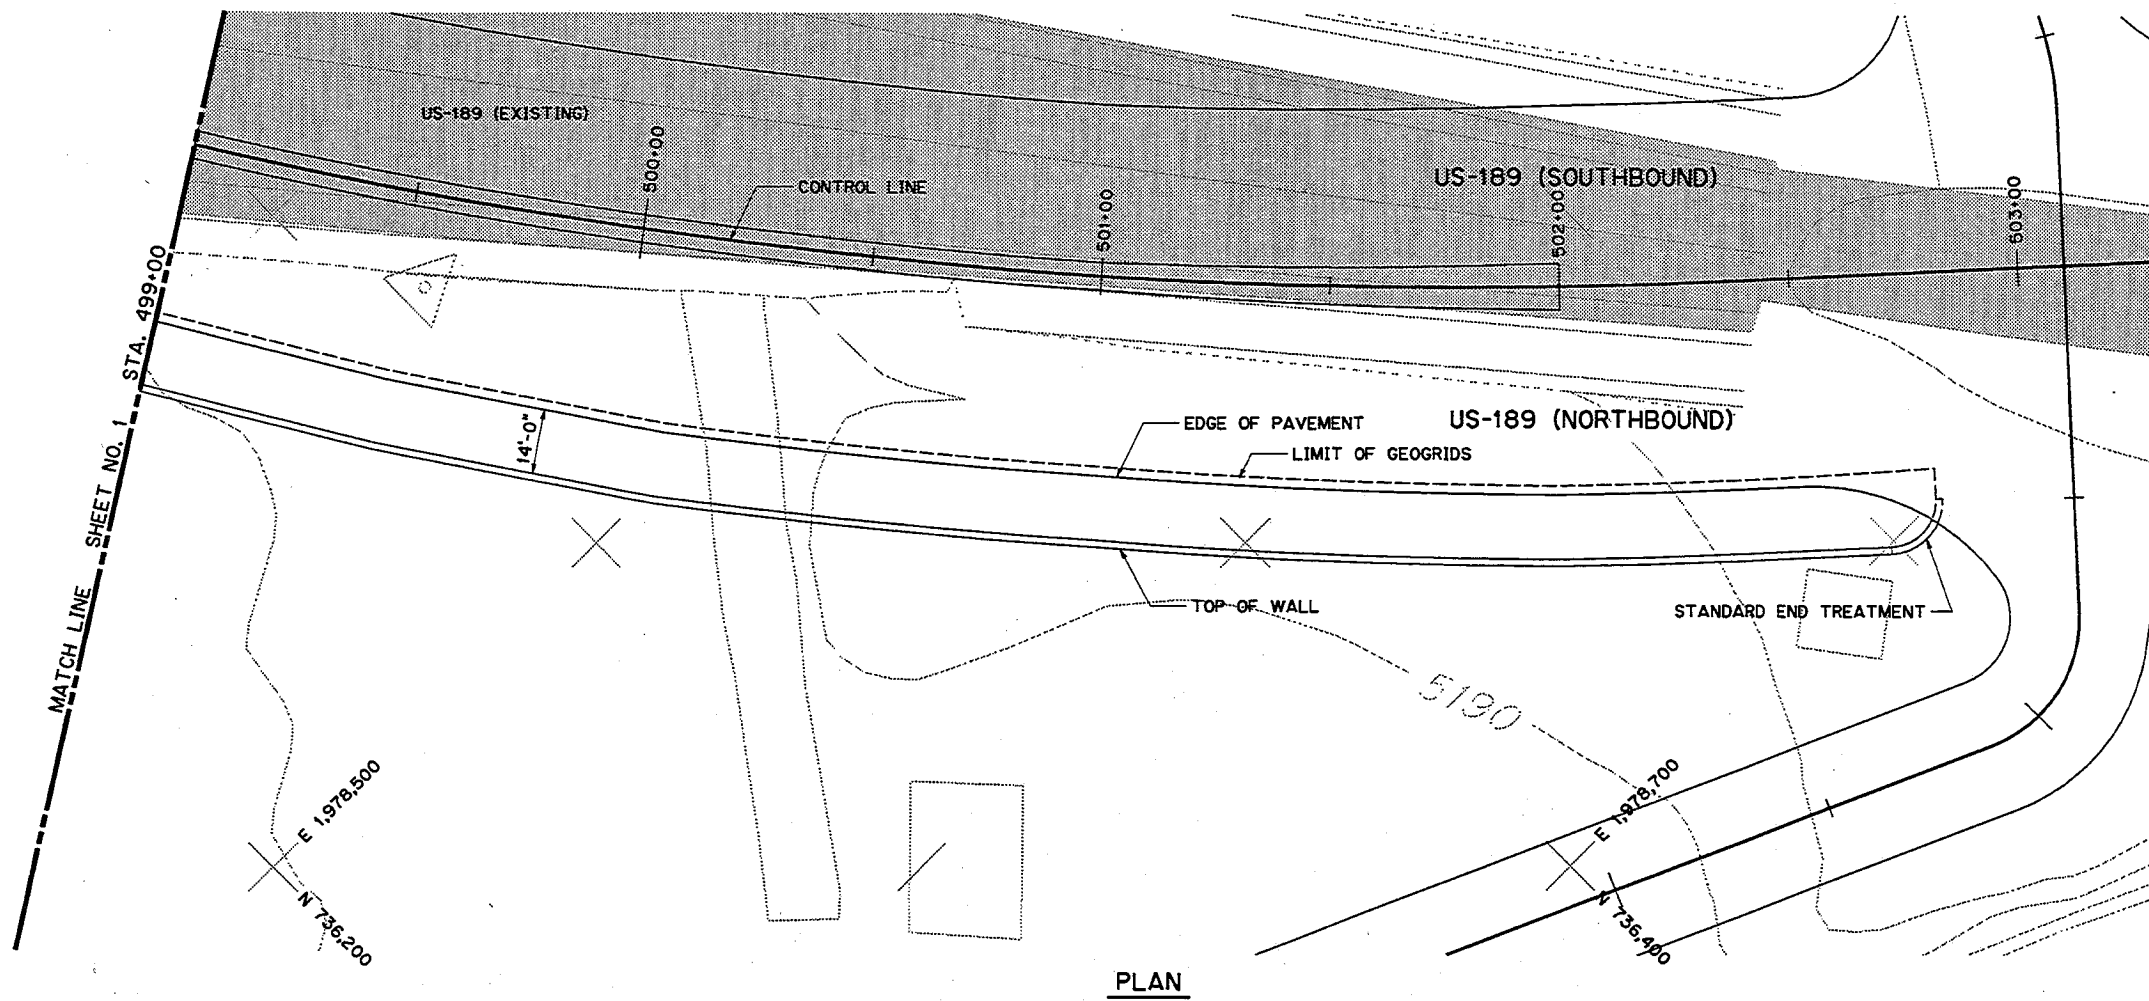 US-189 (EXISTING)
500+00
CONTROL LINE
501+00
US-189 (SOUTHBOUND)
502+00
503+00
MATCH LINE SHEET NO. 1 STA. 499+00
14'-0"
EDGE OF PAVEMENT
US-189 (NORTHBOUND)
LIMIT OF GEOGRIDS
TOP OF WALL
STANDARD END TREATMENT
5190
E 1,978,500
N 736,200
E 1,978,700
N 736,400
PLAN